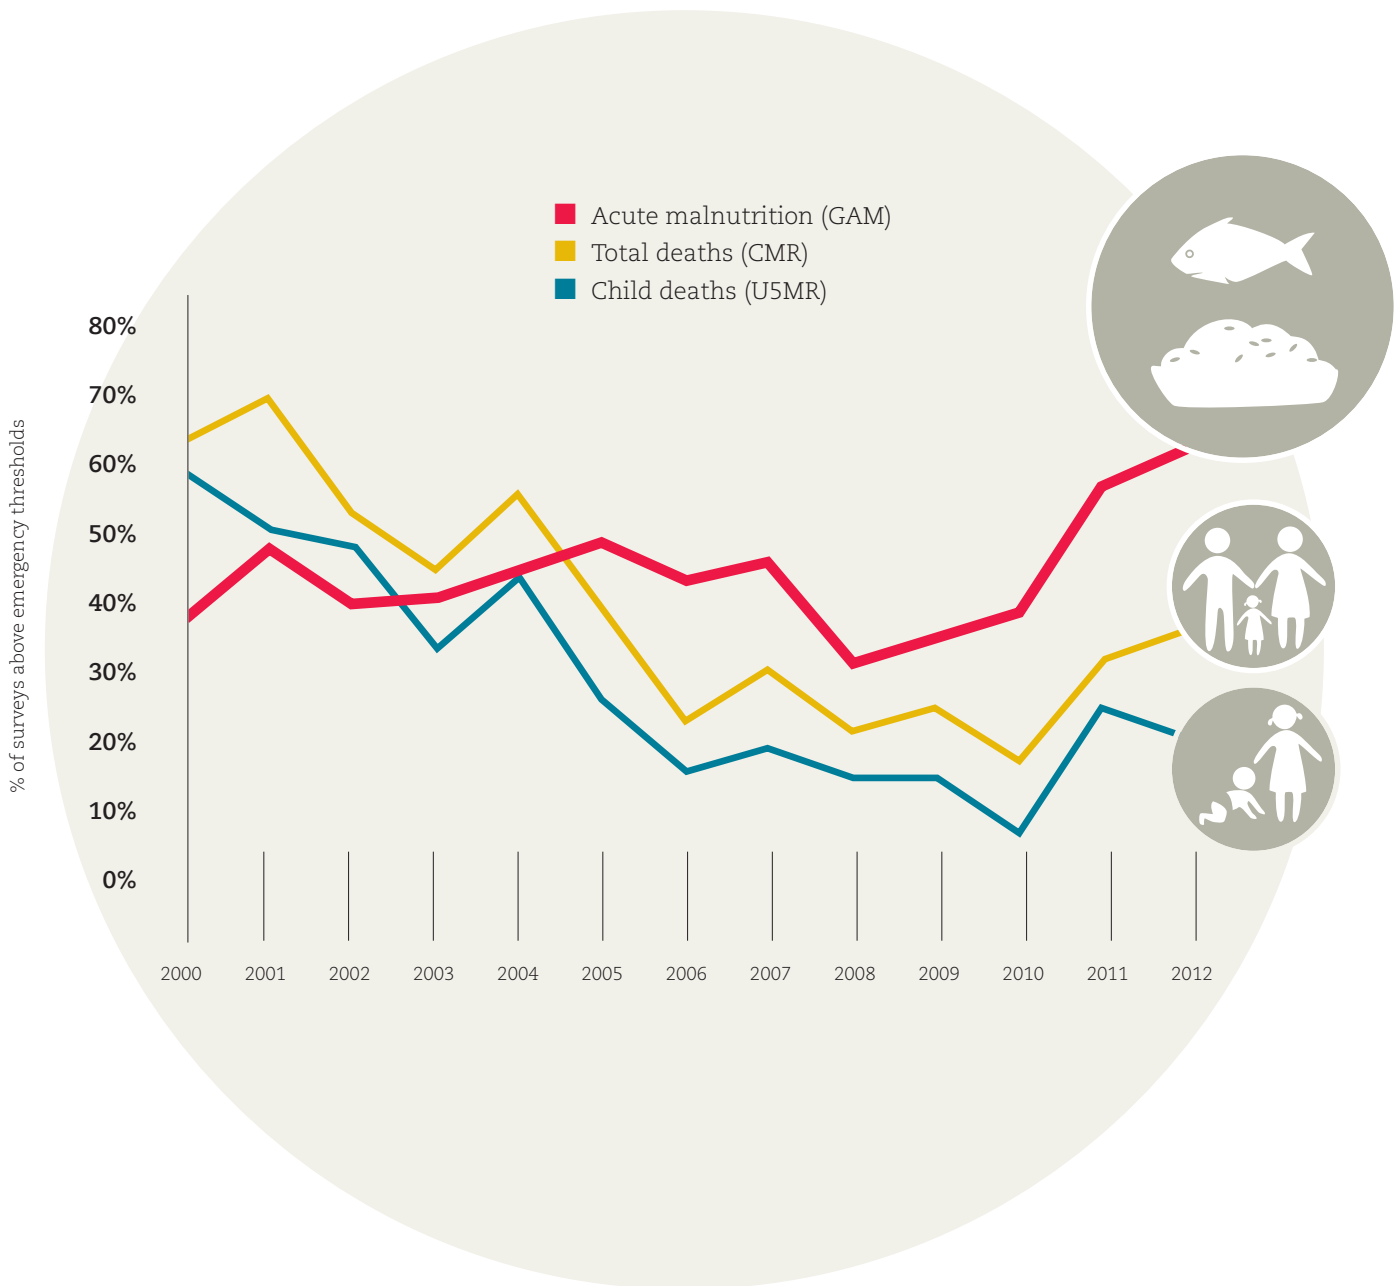 Acute malnutrition (GAM)
Total deaths (CMR)
Child deaths (U5MR)
% of surveys above emergency thresholds
80%
70%
60%
50%
40%
30%
20%
10%
0%
2000 2001 2002 2003 2004 2005 2006 2007 2008 2009 2010 2011 2012